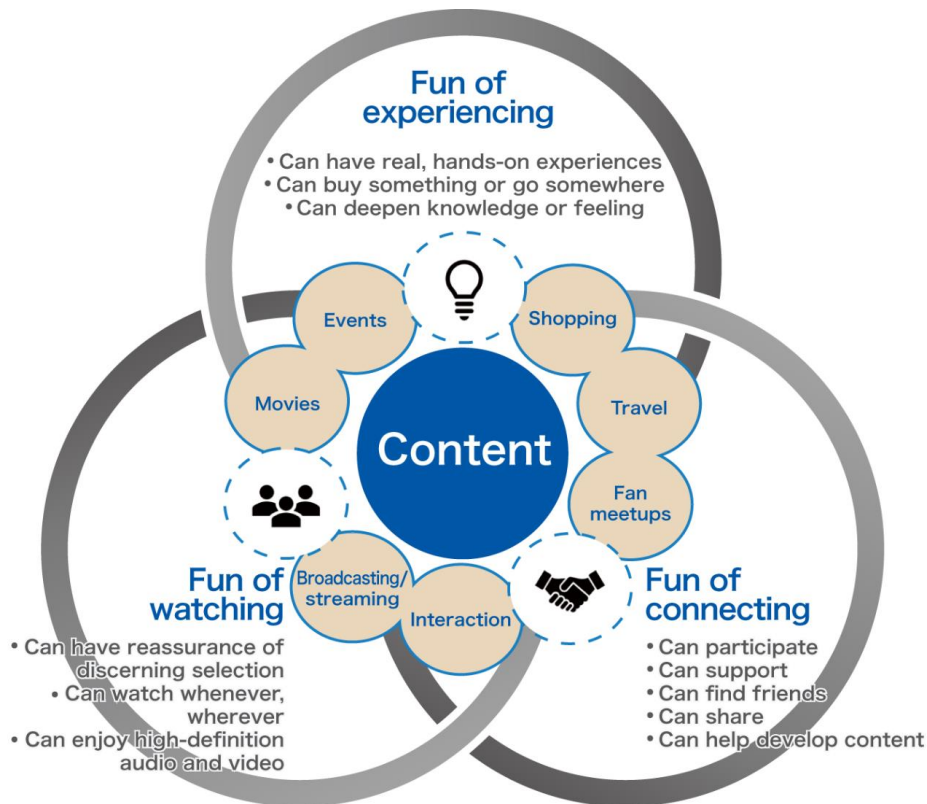 Fun of
experiencing
• Can have real, hands-on experiences
• Can buy something or go somewhere
• Can deepen knowledge or feeling
Events
Shopping
Movies
Travel
Content
Fan
meetups
Broadcasting/
streaming
Interaction
Fun of
watching
• Can have reassurance of
discerning selection
• Can watch whenever,
wherever
• Can enjoy high-definition
audio and video
Fun of
connecting
• Can participate
• Can support
• Can find friends
• Can share
• Can help develop content